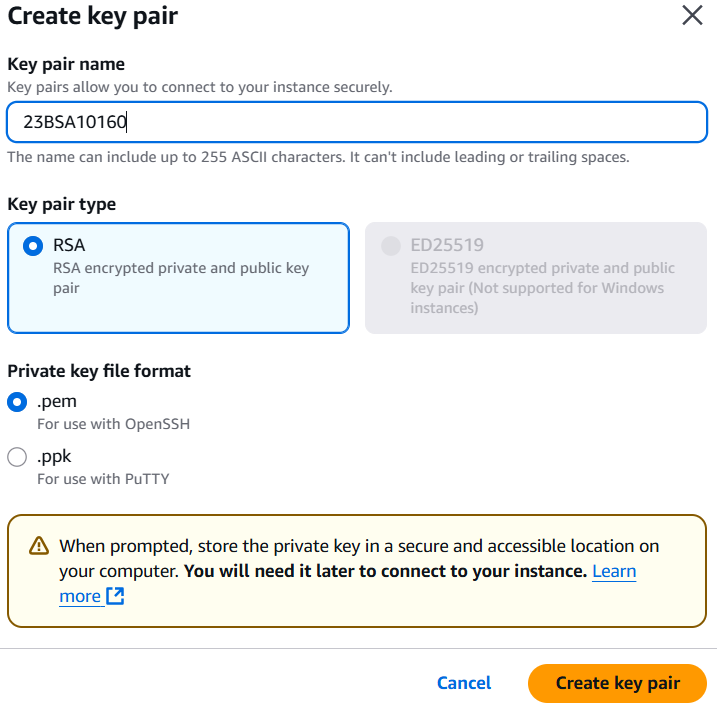 Create key pair
Key pair name
Key pairs allow you to connect to your instance securely.
23BSA10160
The name can include up to 255 ASCII characters. It can't include leading or trailing spaces.
Key pair type
RSA
RSA encrypted private and public key
pair
ED25519
ED25519 encrypted private and public
key pair (Not supported for Windows
instances)
Private key file format
.pem
For use with OpenSSH
.ppk
For use with PuTTY
When prompted, store the private key in a secure and accessible location on
your computer. You will need it later to connect to your instance. Learn
more
Cancel
Create key pair